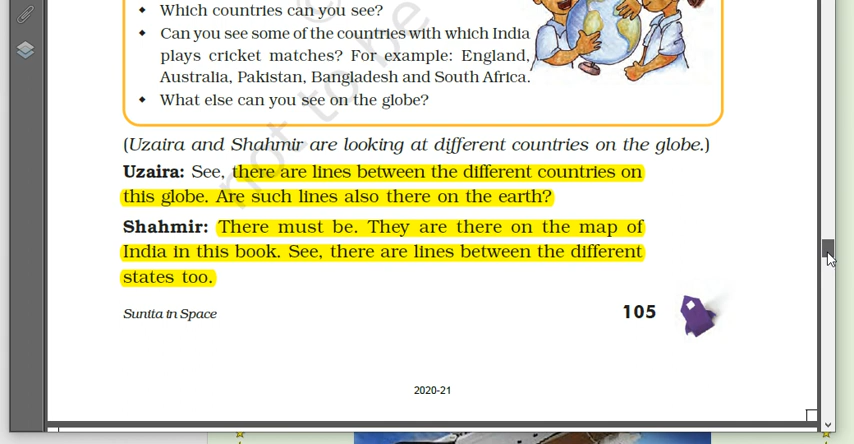 Which countries can you see?
Can you see some of the countries with which India
plays cricket matches? For example: England,
Australia, Pakistan, Bangladesh and South Africa.
What else can you see on the globe?
(Uzaira and Shahmir are looking at different countries on the globe.)
Uzaira: See, there are lines between the different countries on
this globe. Are such lines also there on the earth?
Shahmir: There must be. They are there on the map of
India in this book. See, there are lines between the different
states too.
Sunita in Space 105
2020-21
not to be